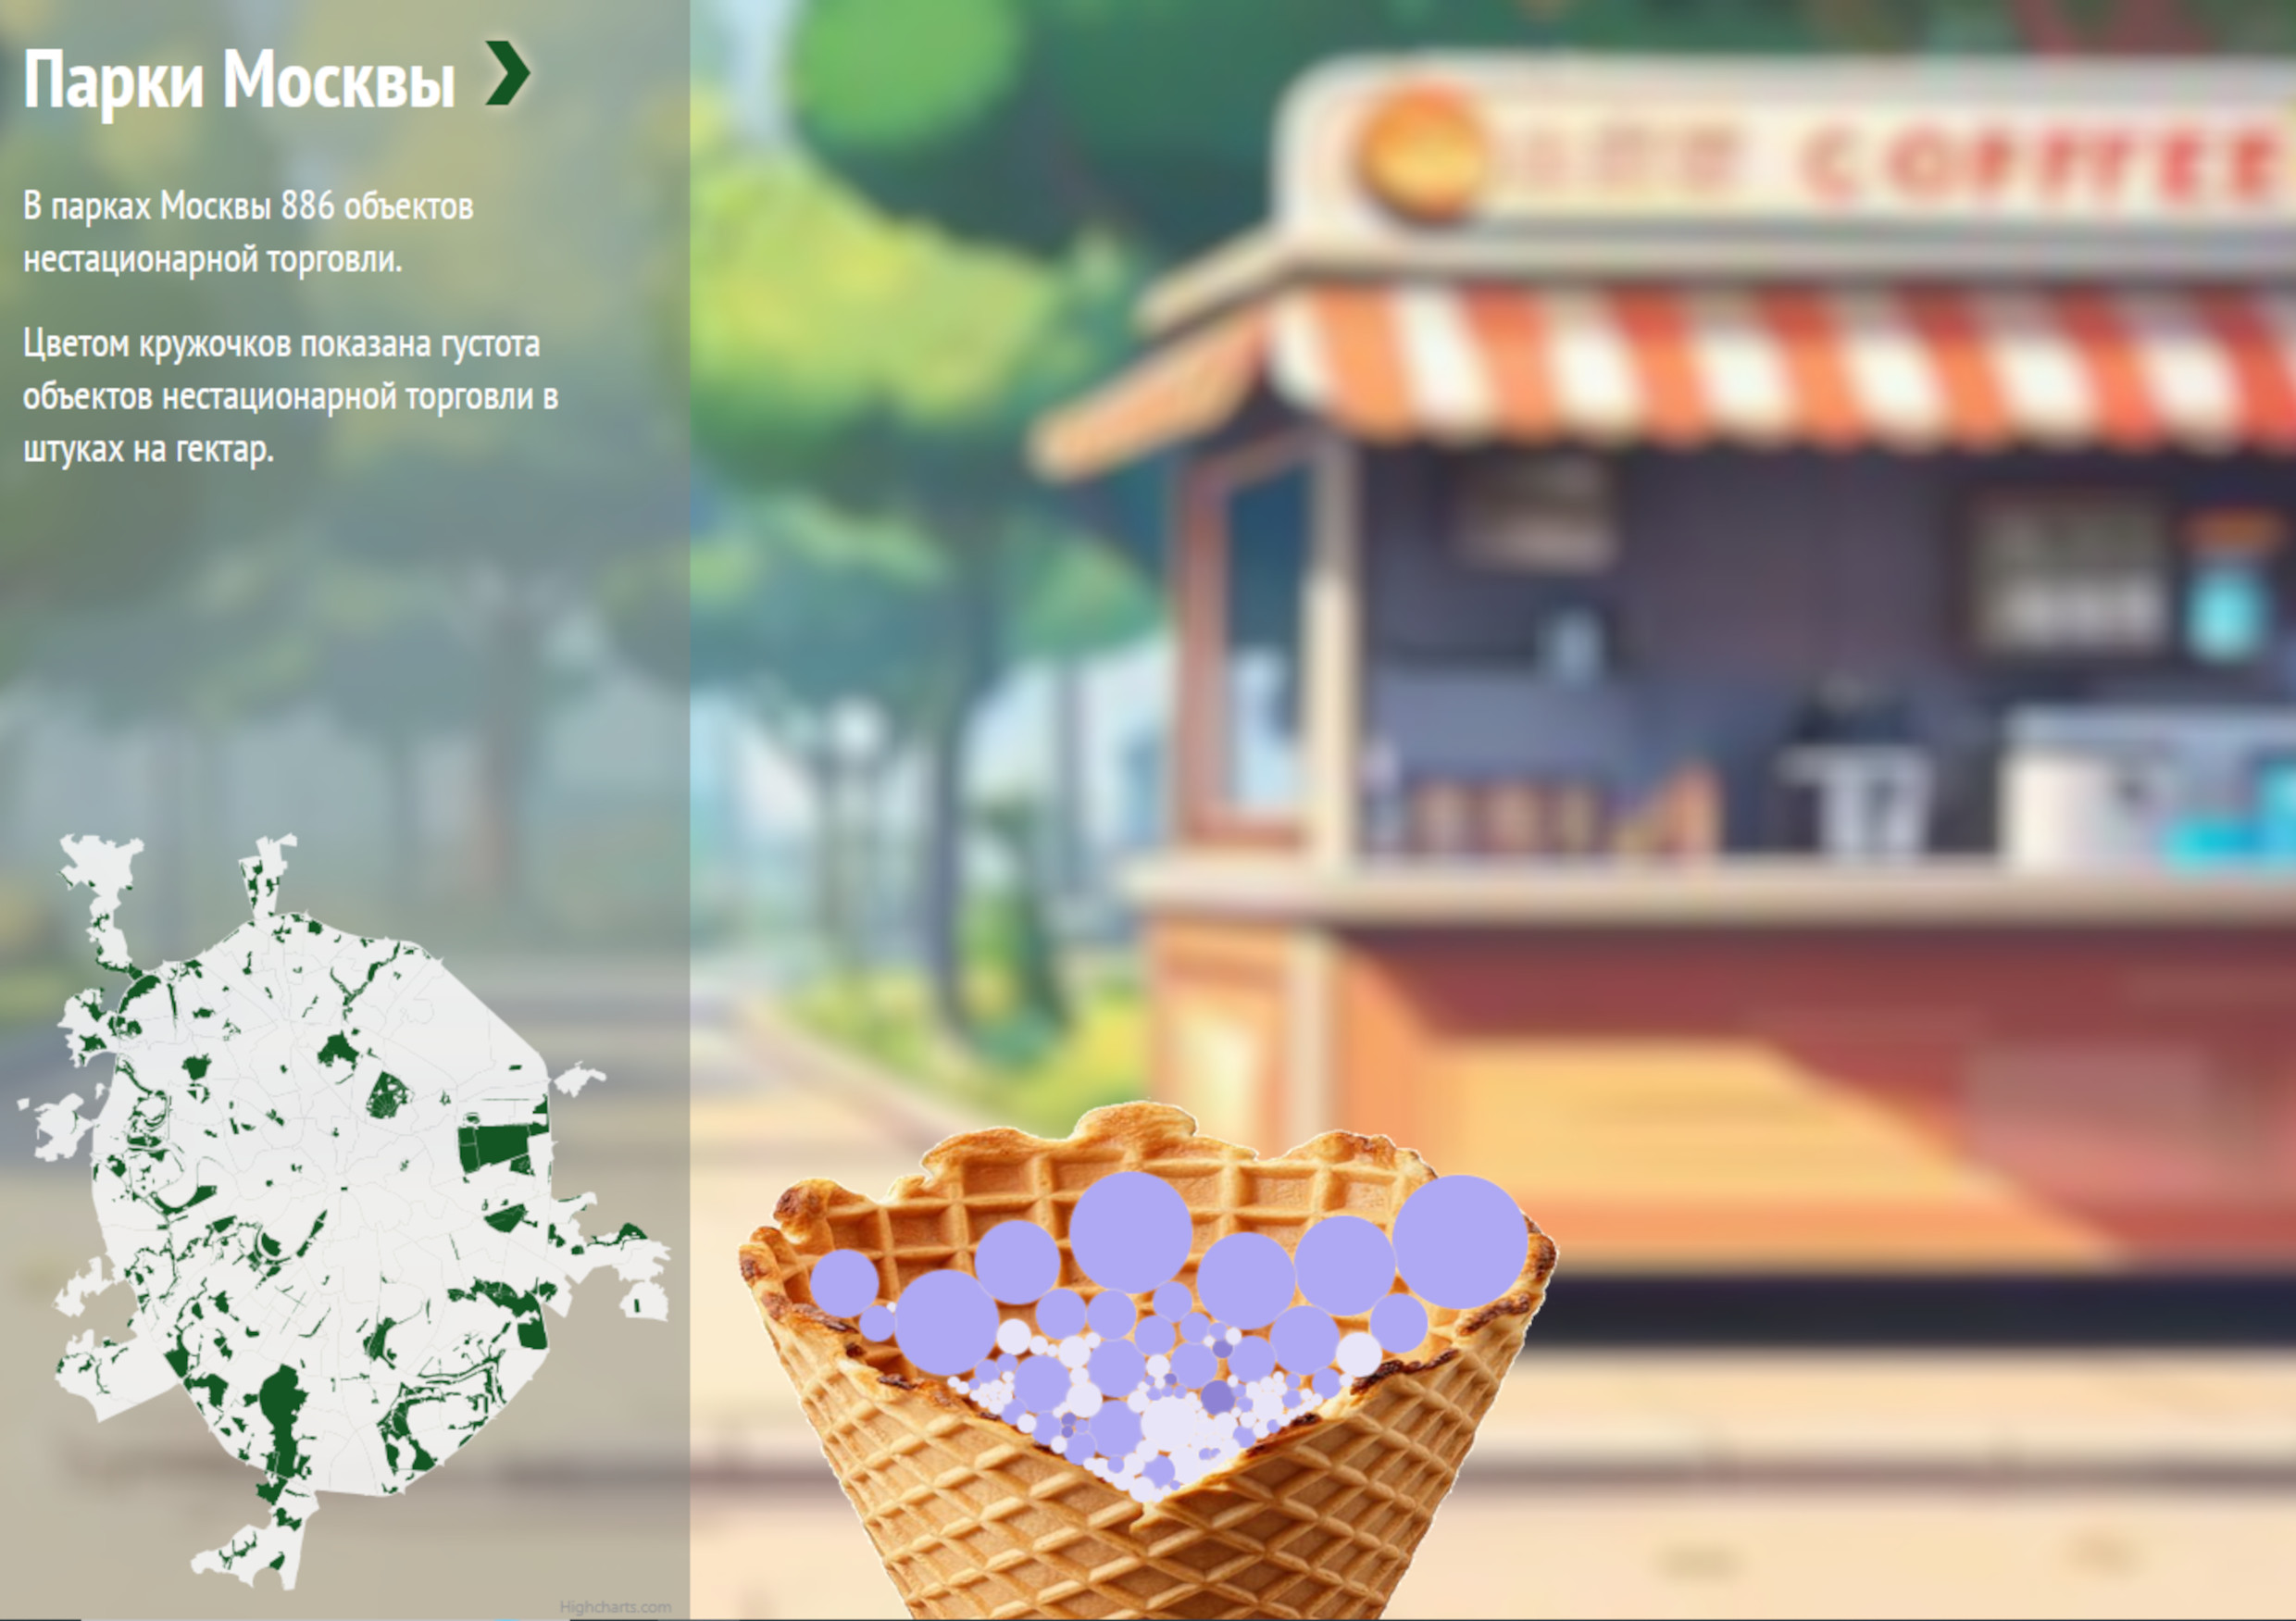 Парки Москвы
В парках Москвы 886 объектов
нестационарной торговли.
Цветом кружочков показана густота
объектов нестационарной торговли в
штуках на гектар.
COFFEE
Highcharts.com